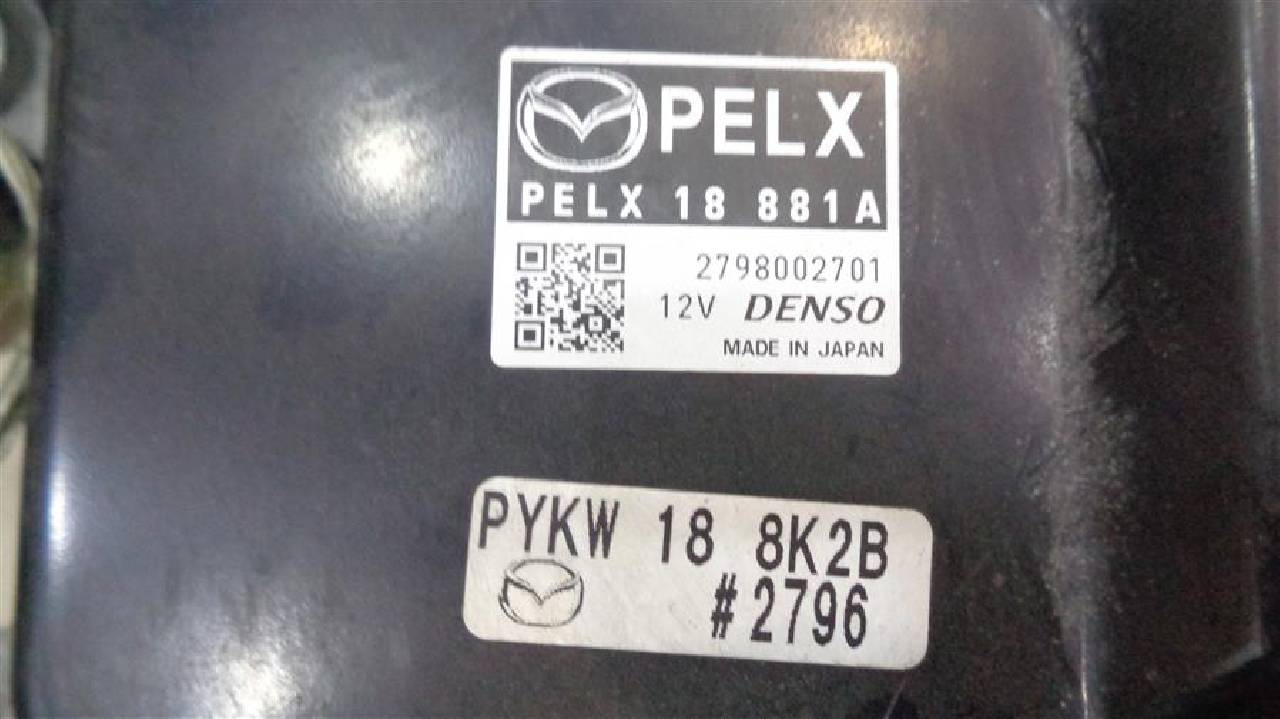 PELX
PELX 18 881A
2798002701
12V DENSO
MADE IN JAPAN
PYKW 18 8K2B
#2796